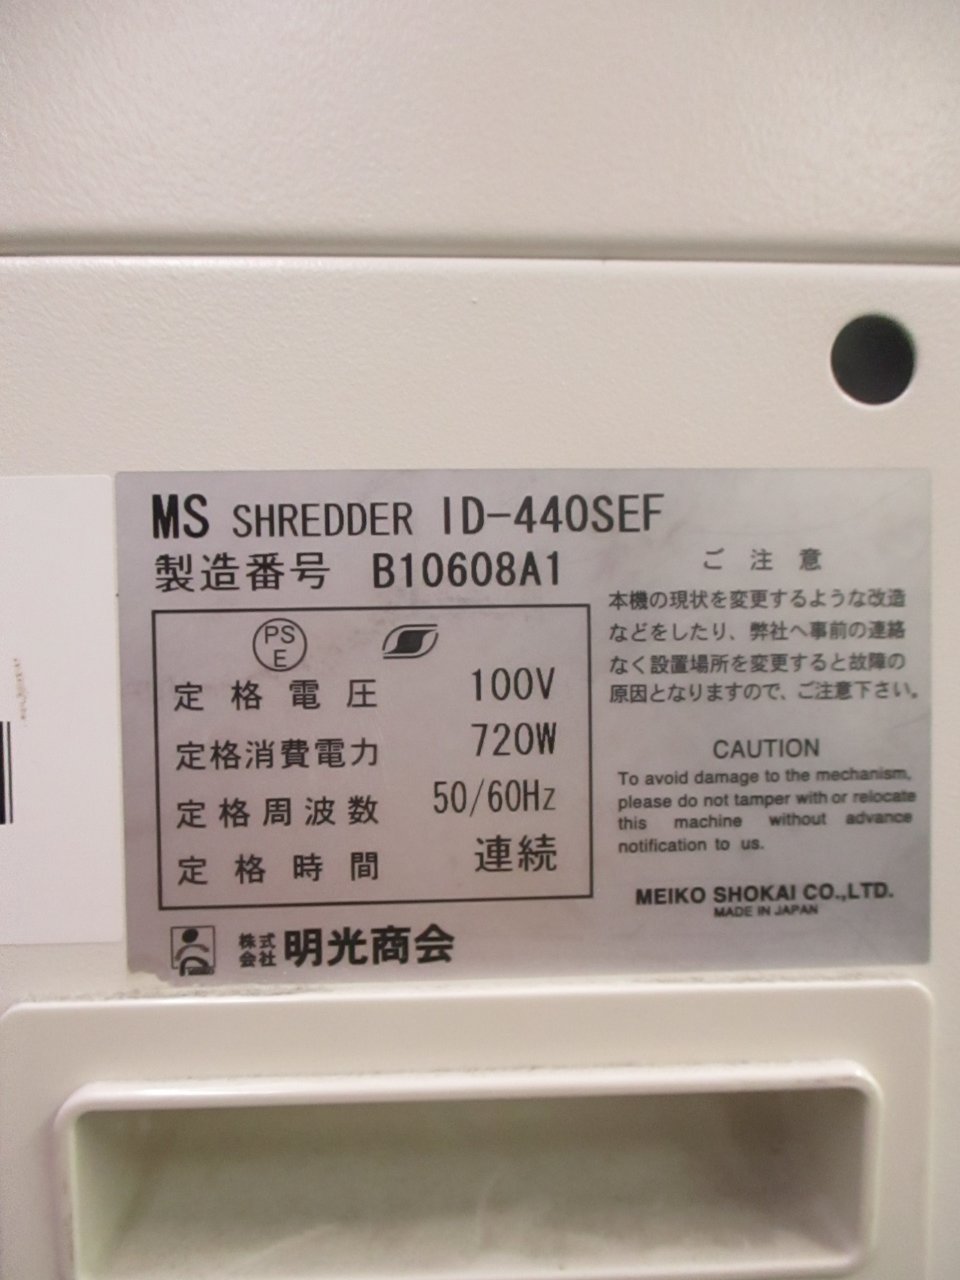 MS SHREDDER ID-440SEF
製造番号 B10608A1
PS
E
定格電圧 100V
定格消費電力 720W
定格周波数 50/60Hz
定格時間 連続
株式
会社 明光商会
ご注意
本機の現状を変更するような改造
などをしたり、弊社へ事前の連絡
なく設置場所を変更すると故障の
原因となりますので、ご注意下さい。
CAUTION
To avoid damage to the mechanism,
please do not tamper with or relocate
this machine without advance
notification to us.
MEIKO SHOKAI CO.,LTD.
MADE IN JAPAN